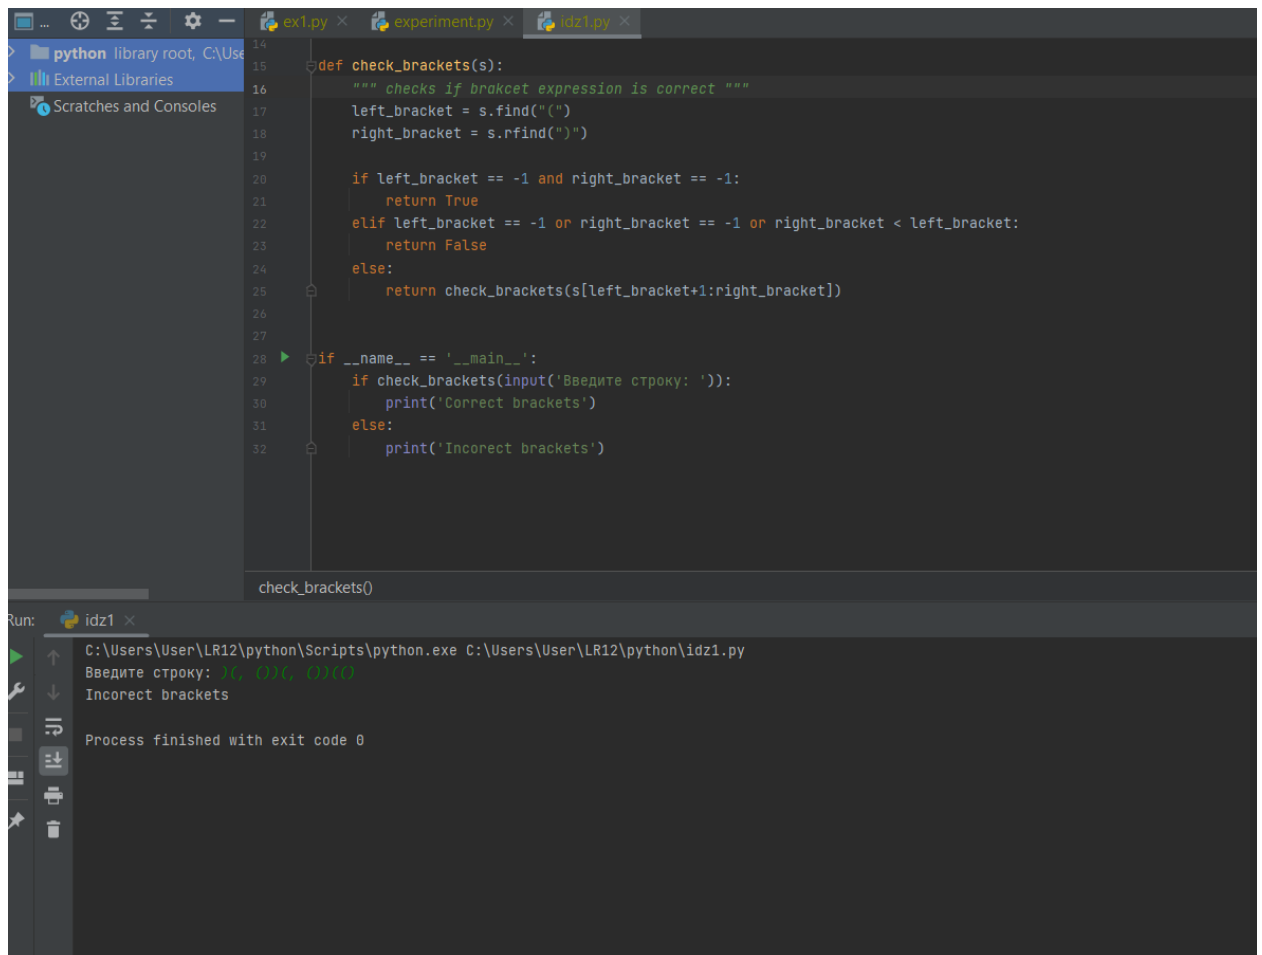 ...
ex1.py × experiment.py × idz1.py ×
python library root, C:\Use
External Libraries
Scratches and Consoles
14
15 def check_brackets(s):
16 """ checks if brakcet expression is correct """
17 left_bracket = s.find("(")
18 right_bracket = s.rfind(")")
19
20 if left_bracket == -1 and right_bracket == -1:
21 return True
22 elif left_bracket == -1 or right_bracket == -1 or right_bracket < left_bracket:
23 return False
24 else:
25 return check_brackets(s[left_bracket+1:right_bracket])
26
27
28 if __name__ == '__main__':
29 if check_brackets(input('Введите строку: ')):
30 print('Correct brackets')
31 else:
32 print('Incorect brackets')
check_brackets()
Run: idz1 ×
C:\Users\User\LR12\python\Scripts\python.exe C:\Users\User\LR12\python\idz1.py
Введите строку: )(, ())(, ())(()
Incorect brackets
Process finished with exit code 0